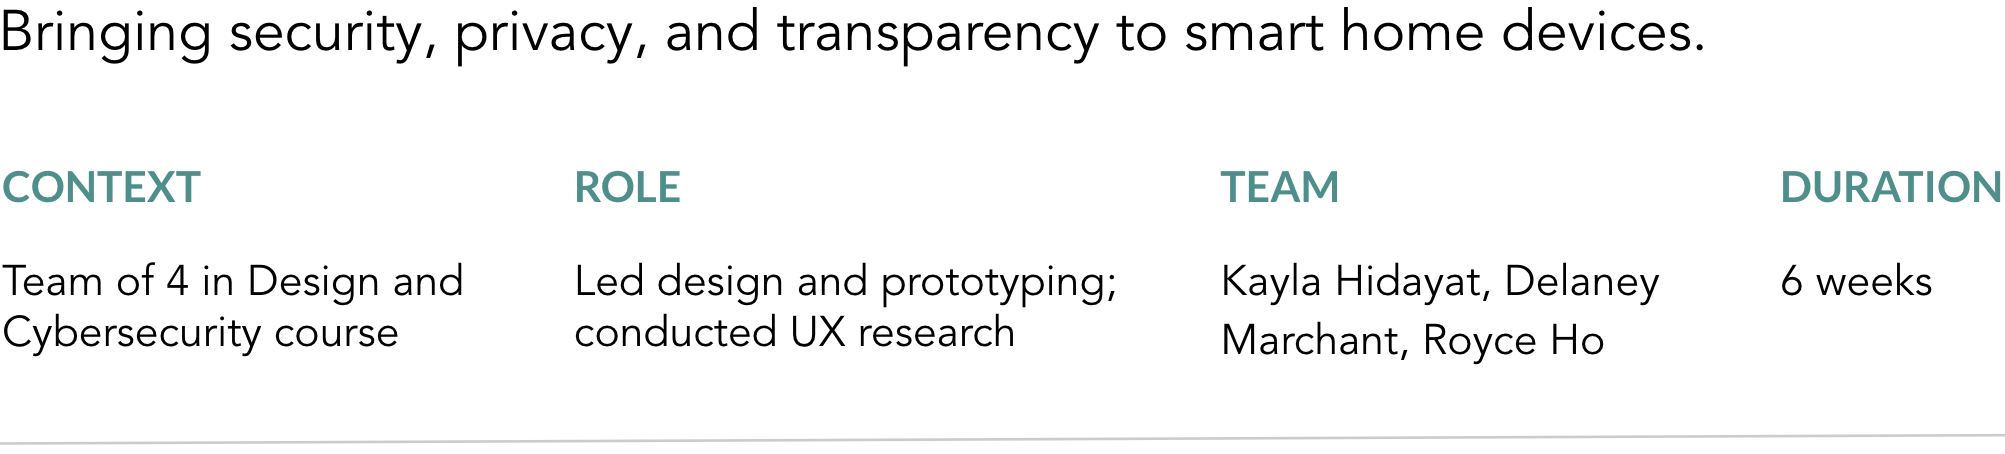 Bringing security, privacy, and transparency to smart home devices.
CONTEXT
Team of 4 in Design and
Cybersecurity course
ROLE
Led design and prototyping;
conducted UX research
TEAM
Kayla Hidayat, Delaney
Marchant, Royce Ho
DURATION
6 weeks